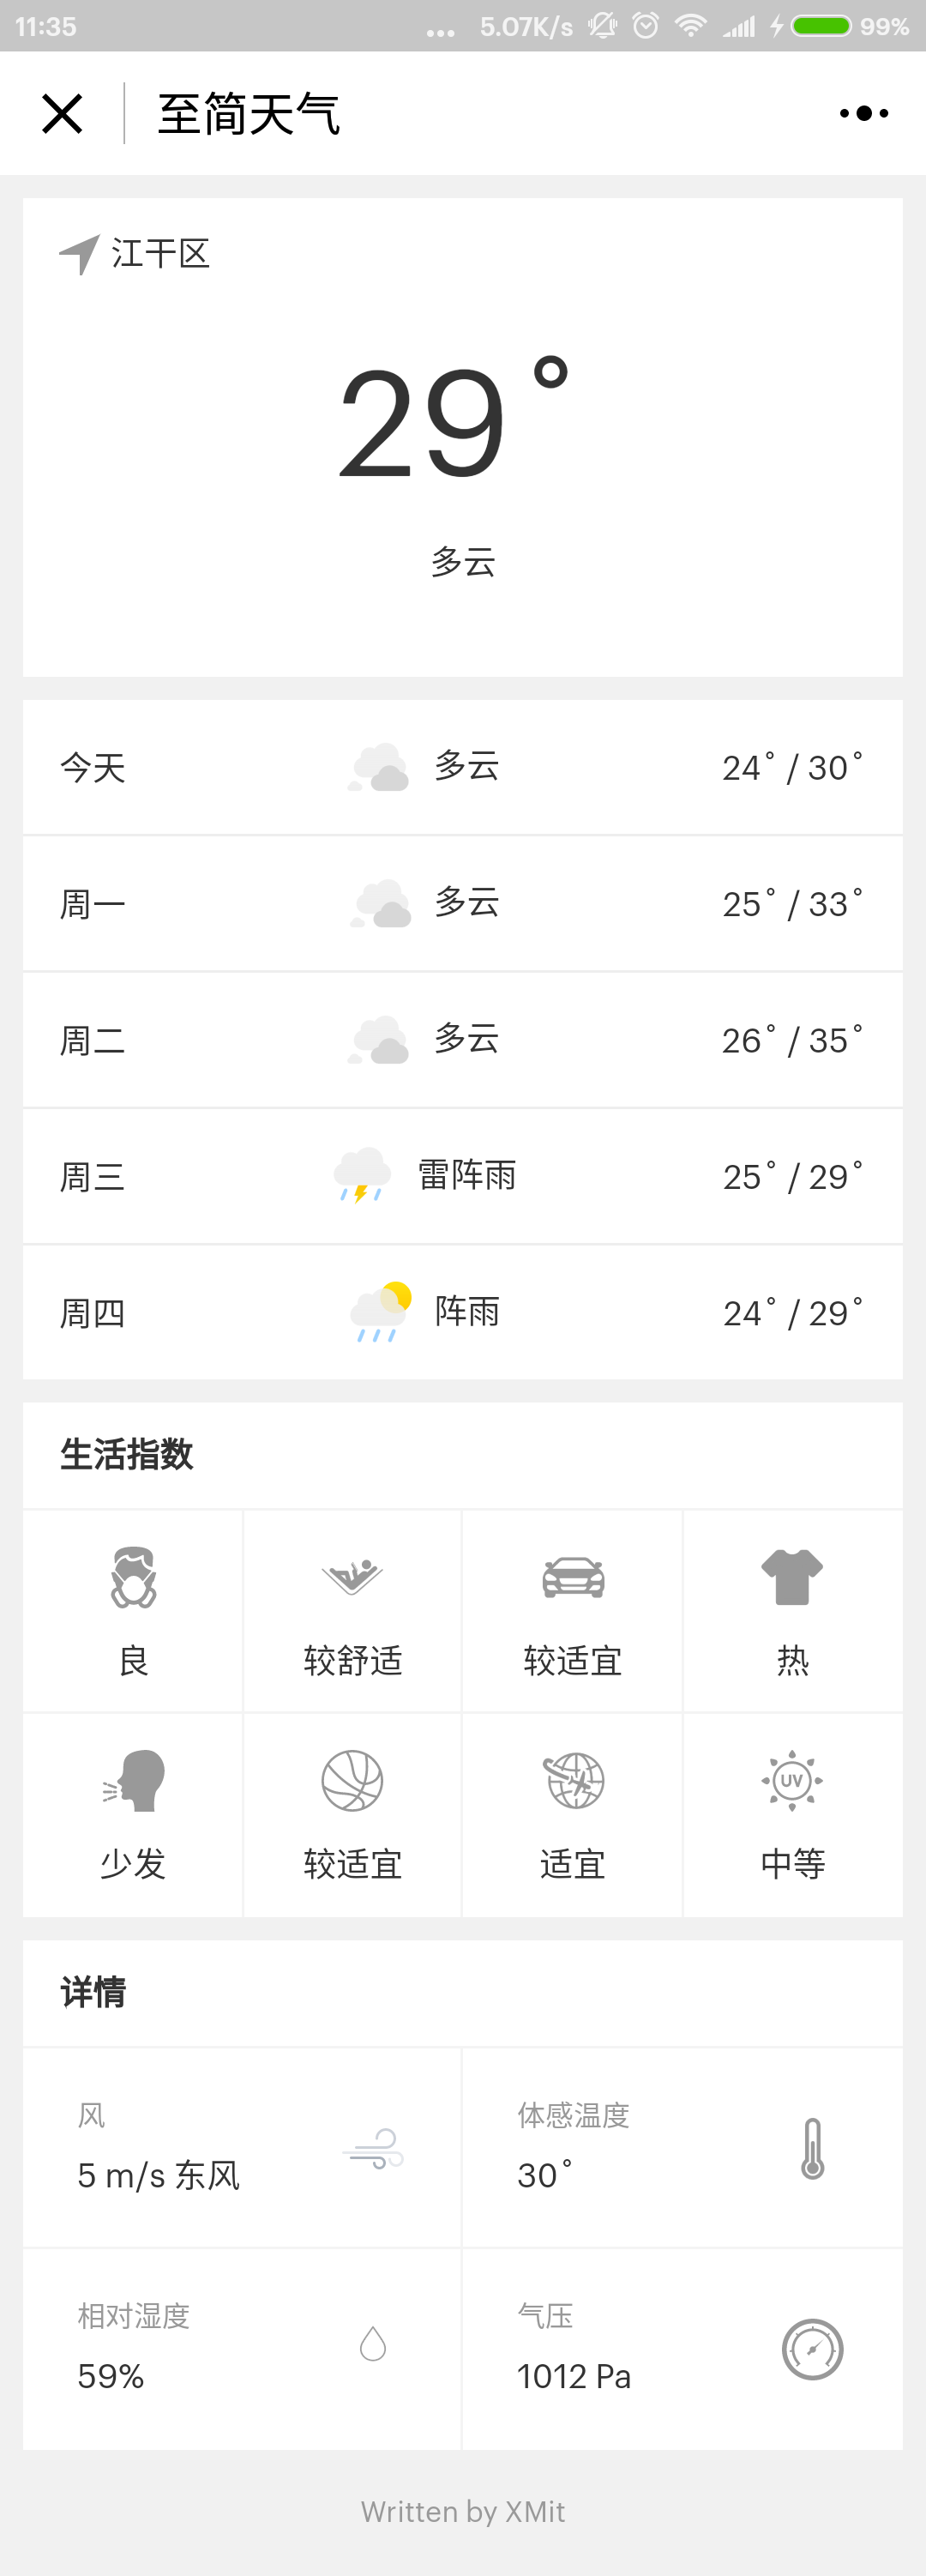 11:35 ... 5.07K/s 99%
至简天气
江干区
29°
多云
今天 多云 24° / 30°
周一 多云 25° / 33°
周二 多云 26° / 35°
周三 雷阵雨 25° / 29°
周四 阵雨 24° / 29°
生活指数
良 较舒适 较适宜 热
UV
少发 较适宜 适宜 中等
详情
风 体感温度
5 m/s 东风 30°
相对湿度 气压
59% 1012 Pa
Written by XMit